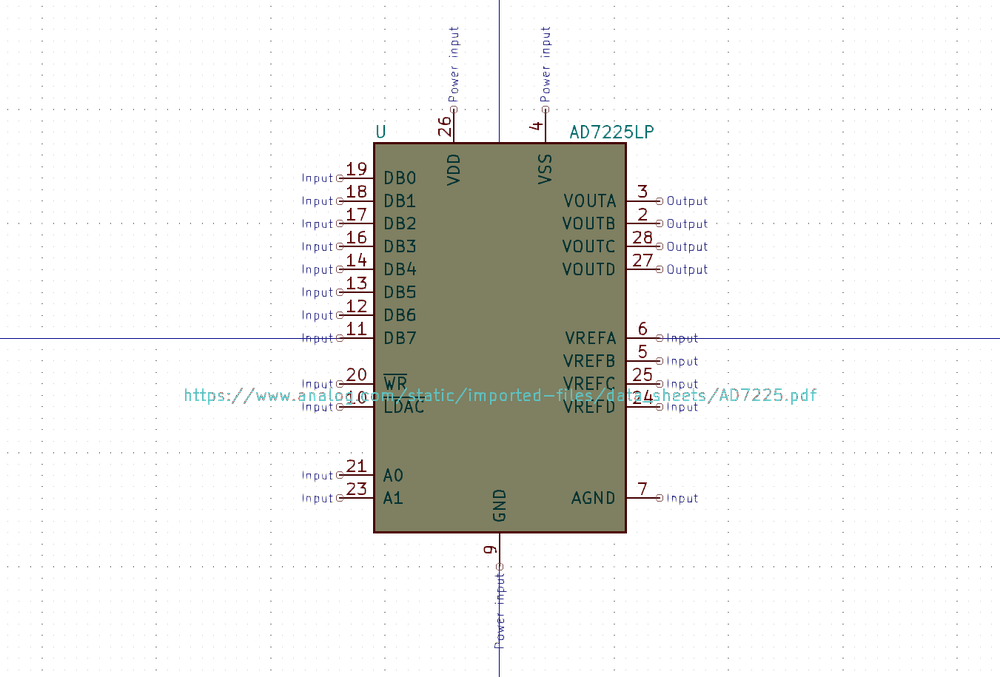 Power input
Power input
26
4
U
AD7225LP
VDD
VSS
Input 19 DB0
Input 18 DB1
VOUTA 3 Output
Input 17 DB2
VOUTB 2 Output
Input 16 DB3
VOUTC 28 Output
Input 14 DB4
VOUTD 27 Output
Input 13 DB5
Input 12 DB6
Input 11 DB7
VREFA 6 Input
VREFB 5 Input
Input 20 WR
VREFC 25 Input
https://www.analog.com/static/imported-files/data_sheets/AD7225.pdf
Input 10 LDAC
VREFD 24 Input
Input 21 A0
Input 23 A1
AGND 7 Input
GND
9
Power input